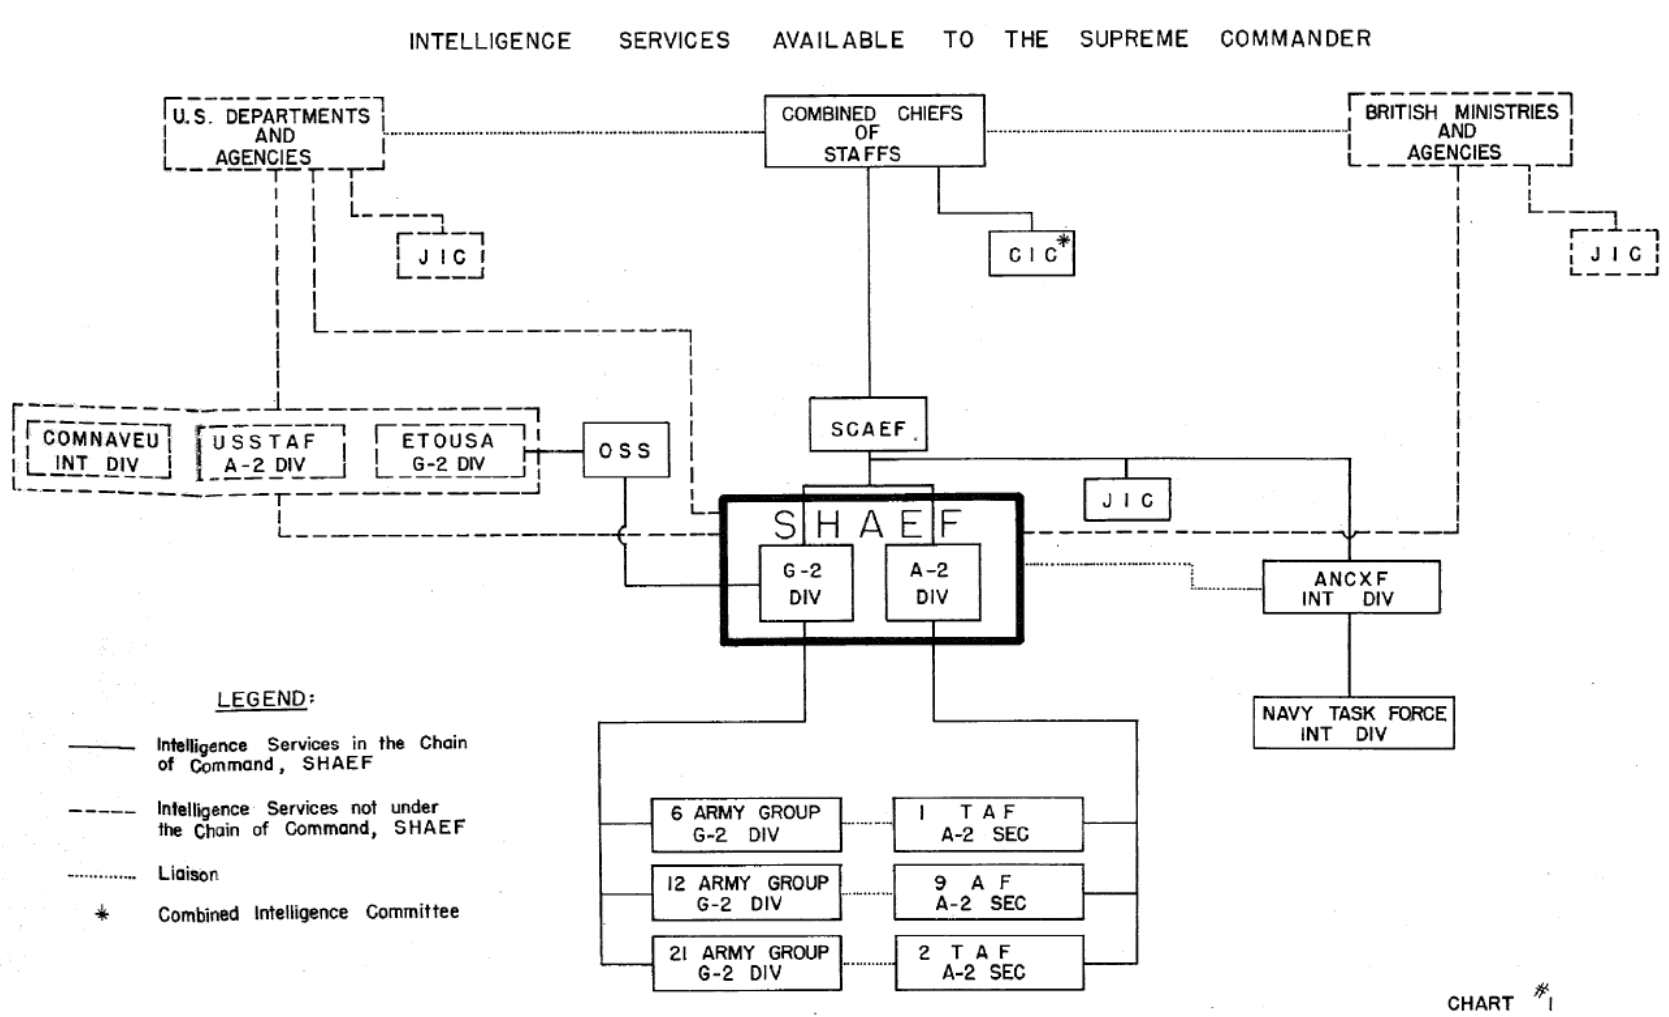 INTELLIGENCE SERVICES AVAILABLE TO THE SUPREME COMMANDER
U.S. DEPARTMENTS
AND
AGENCIES
COMBINED CHIEFS
OF
STAFFS
BRITISH MINISTRIES
AND
AGENCIES
JIC
CIC*
JIC
COMNAVEU
INT DIV
USSTAF
A-2 DIV
ETOUSA
G-2 DIV
OSS
SCAEF
JIC
SHAEF
G-2
DIV
A-2
DIV
ANCXF
INT DIV
NAVY TASK FORCE
INT DIV
LEGEND:
Intelligence Services in the Chain
of Command, SHAEF
Intelligence Services not under
the Chain of Command, SHAEF
Liaison
* Combined Intelligence Committee
6 ARMY GROUP
G-2 DIV
1 TAF
A-2 SEC
12 ARMY GROUP
G-2 DIV
9 AF
A-2 SEC
21 ARMY GROUP
G-2 DIV
2 TAF
A-2 SEC
CHART #1